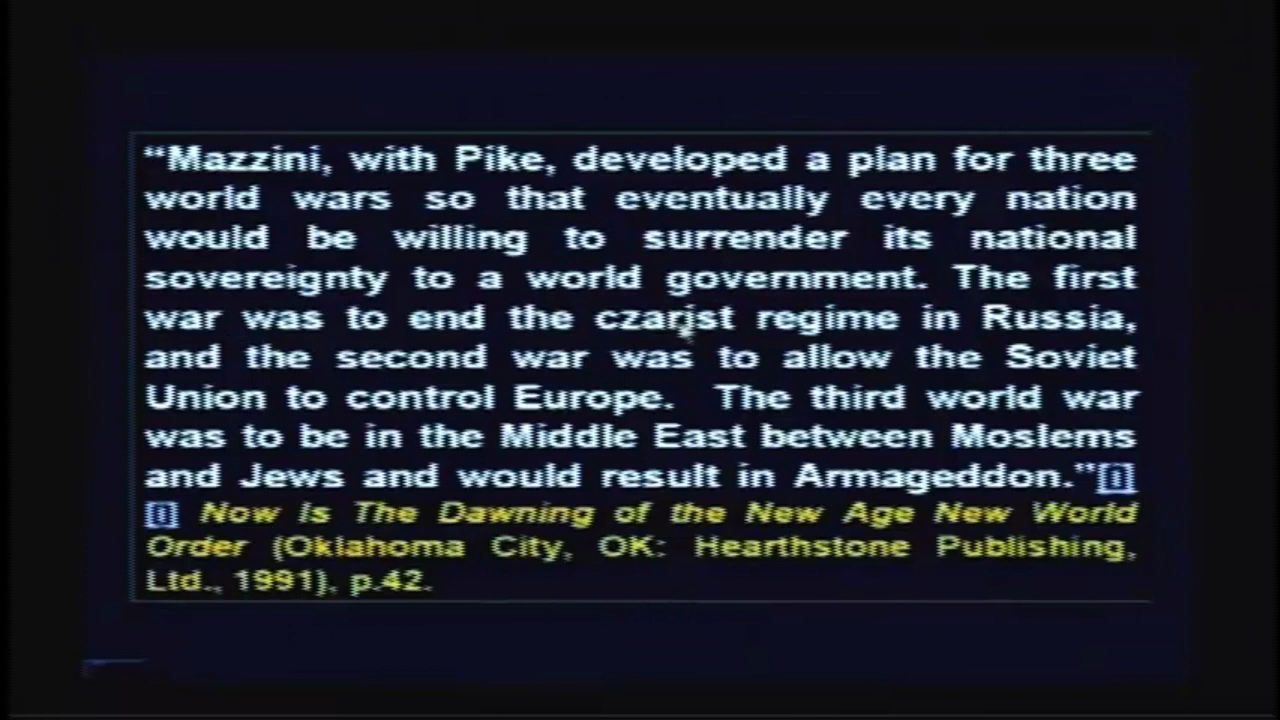 “Mazzini, with Pike, developed a plan for three
world wars so that eventually every nation
would be willing to surrender its national
sovereignty to a world government. The first
war was to end the czarist regime in Russia,
and the second war was to allow the Soviet
Union to control Europe. The third world war
was to be in the Middle East between Moslems
and Jews and would result in Armageddon.”[i]
[i] Now Is The Dawning of the New Age New World
Order (Oklahoma City, OK: Hearthstone Publishing,
Ltd., 1991), p.42.